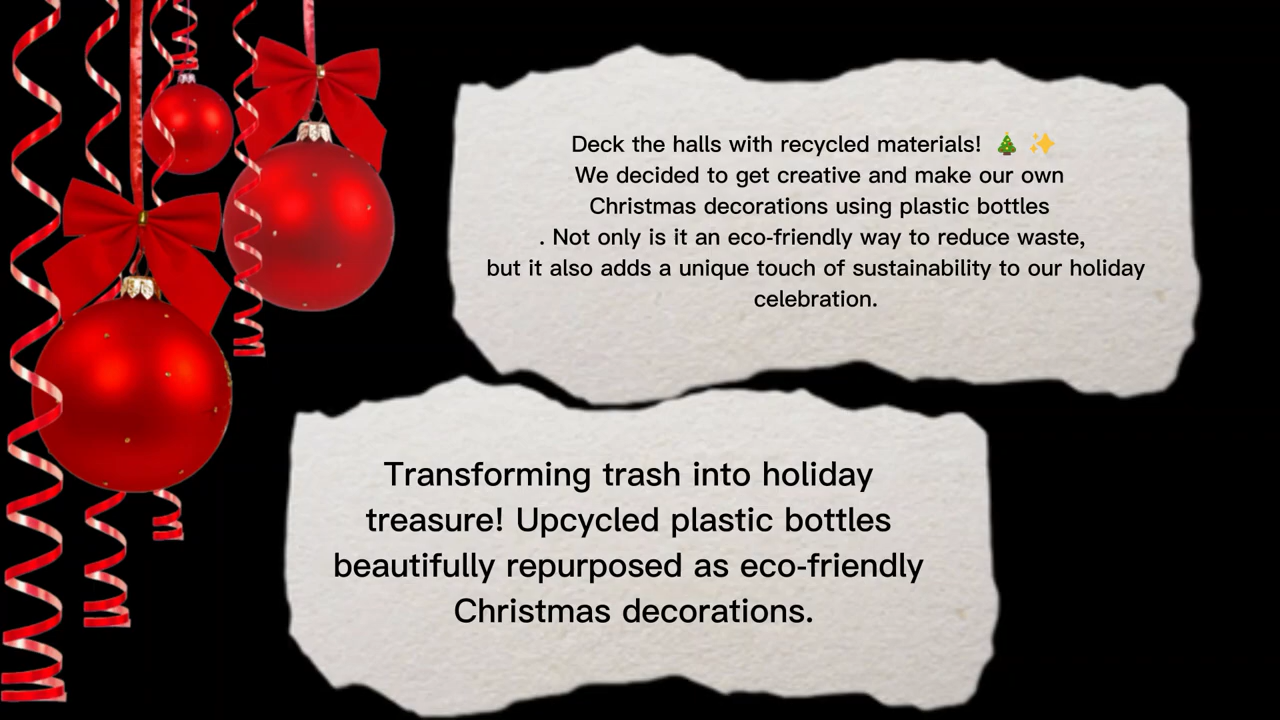 Deck the halls with recycled materials! 🎄 ✨
We decided to get creative and make our own
Christmas decorations using plastic bottles
. Not only is it an eco-friendly way to reduce waste,
but it also adds a unique touch of sustainability to our holiday
celebration.
Transforming trash into holiday
treasure! Upcycled plastic bottles
beautifully repurposed as eco-friendly
Christmas decorations.